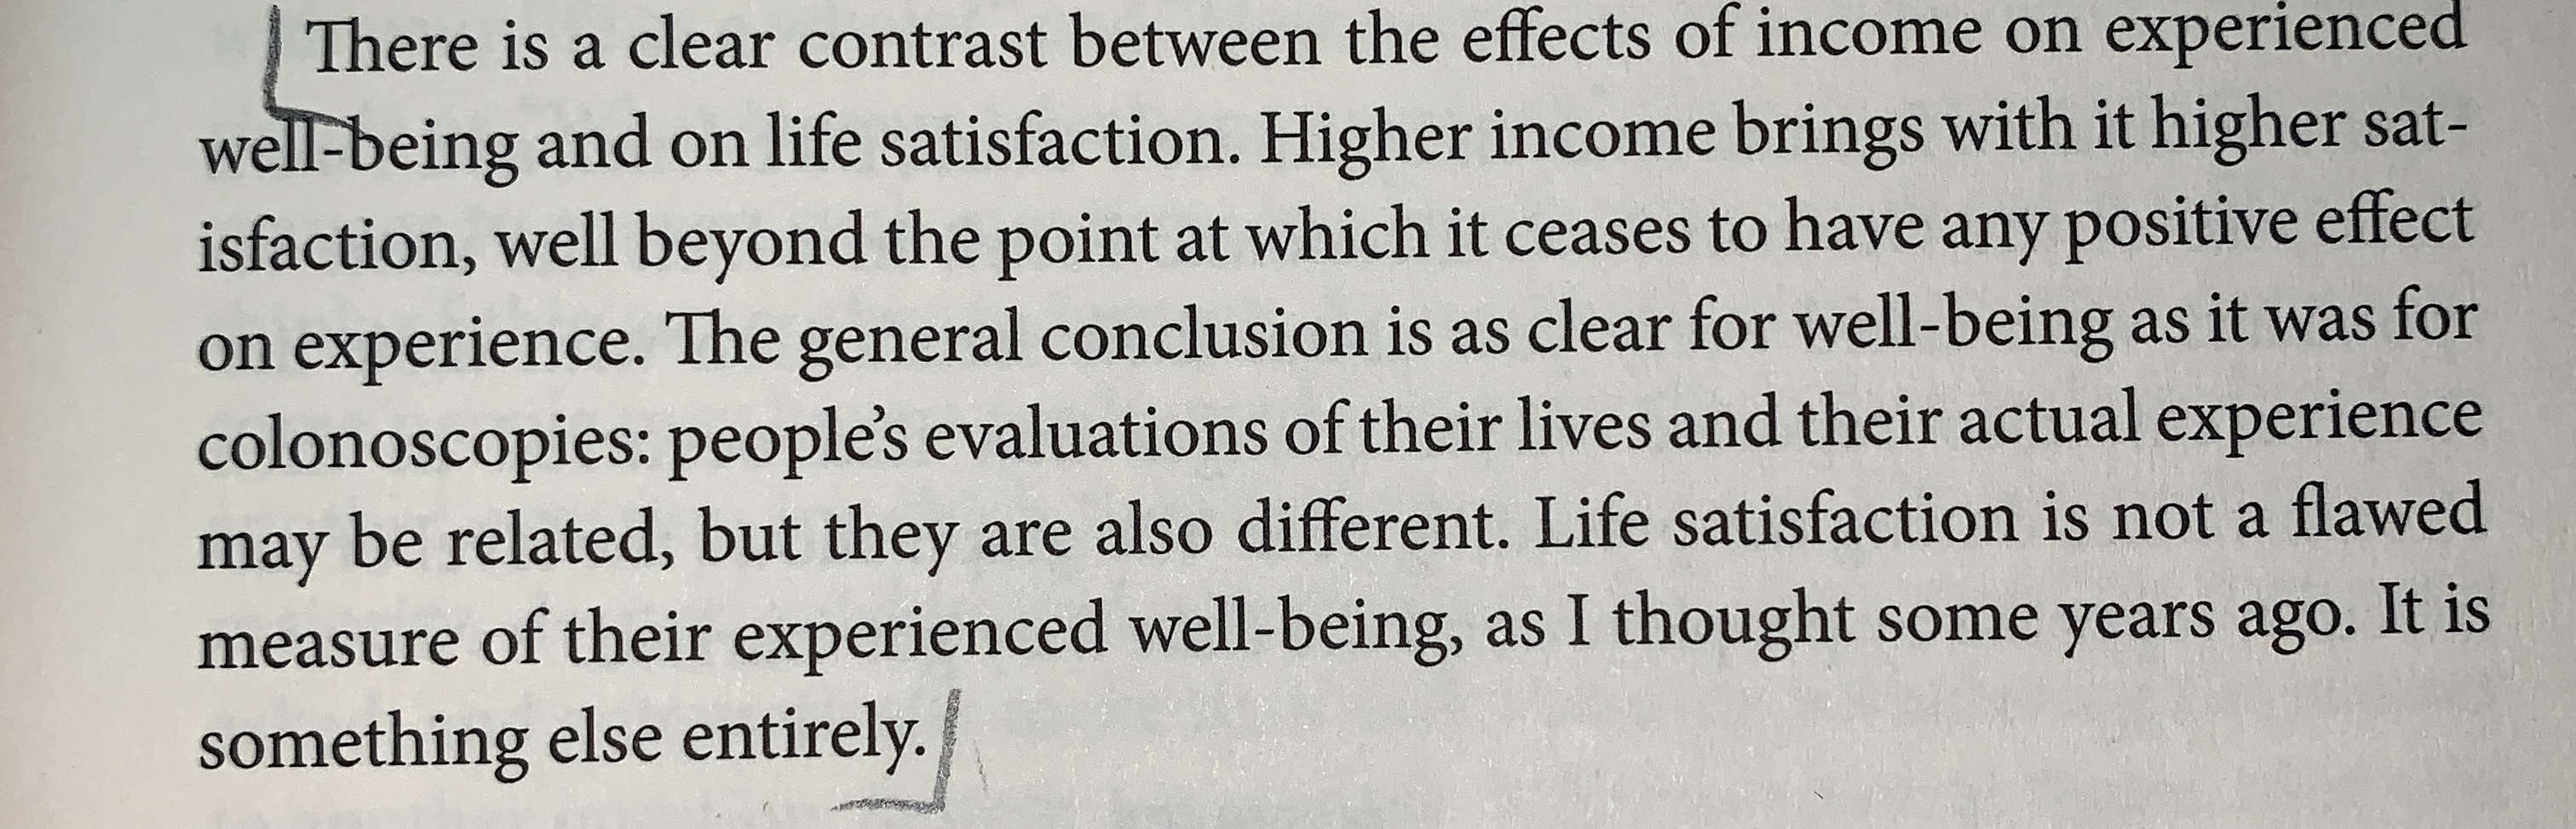 There is a clear contrast between the effects of income on experienced
well-being and on life satisfaction. Higher income brings with it higher sat-
isfaction, well beyond the point at which it ceases to have any positive effect
on experience. The general conclusion is as clear for well-being as it was for
colonoscopies: people’s evaluations of their lives and their actual experience
may be related, but they are also different. Life satisfaction is not a flawed
measure of their experienced well-being, as I thought some years ago. It is
something else entirely.